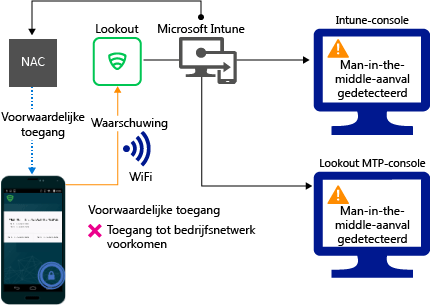 Intune-console
Lookout
Microsoft Intune
NAC
Man-in-the-
middle-aanval
gedetecteerd
Voorwaardelijke
toegang
Waarschuwing
WiFi
Lookout MTP-console
Man-in-the-
middle-aanval
gedetecteerd
Voorwaardelijke toegang
Toegang tot bedrijfsnetwerk
voorkomen